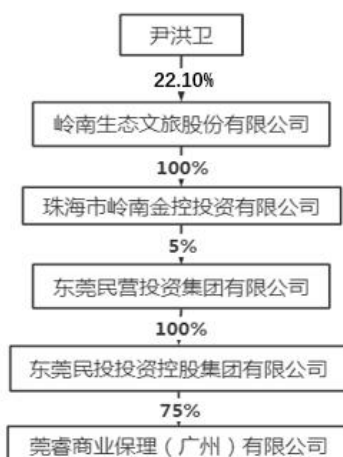 尹洪卫
22.10%
岭南生态文旅股份有限公司
100%
珠海市岭南金控投资有限公司
5%
东莞民营投资集团有限公司
100%
东莞民投投资控股集团有限公司
75%
莞睿商业保理（广州）有限公司